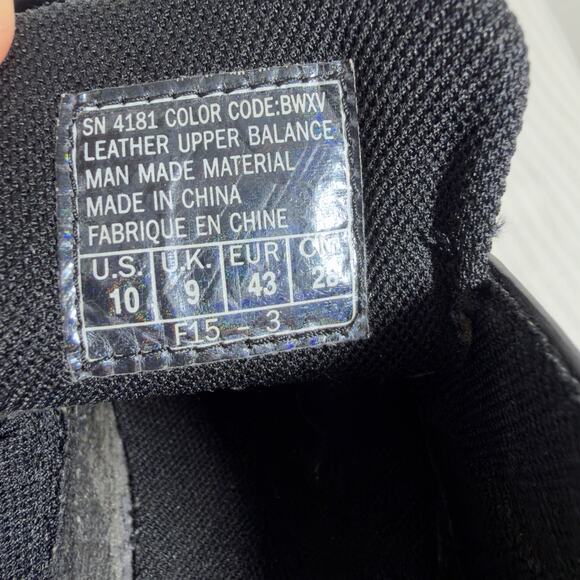 SN 4181 COLOR CODE:BWXV
LEATHER UPPER BALANCE
MAN MADE MATERIAL
MADE IN CHINA
FABRIQUE EN CHINE
U.S. U.K. EUR CM
10 9 43 28
F15 - 3